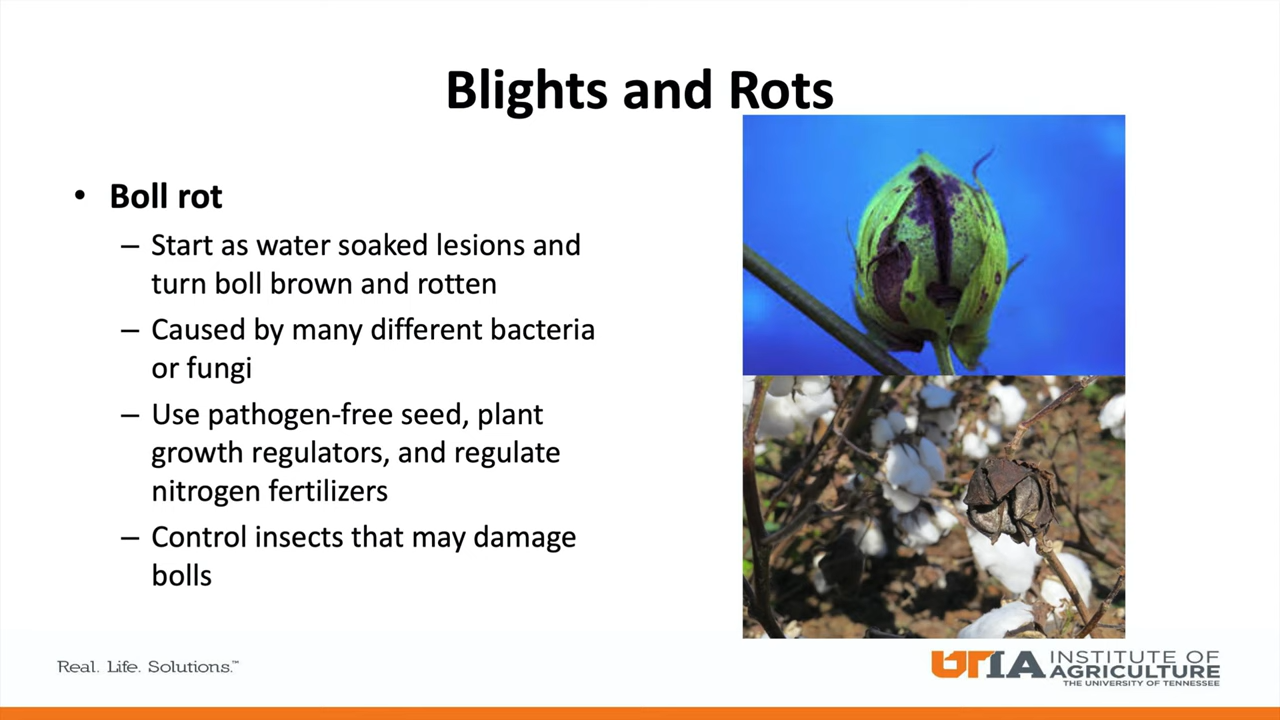 Blights and Rots
• Boll rot
– Start as water soaked lesions and
turn boll brown and rotten
– Caused by many different bacteria
or fungi
– Use pathogen-free seed, plant
growth regulators, and regulate
nitrogen fertilizers
– Control insects that may damage
bolls
Real. Life. Solutions.™
UTIA INSTITUTE OF
AGRICULTURE
THE UNIVERSITY OF TENNESSEE